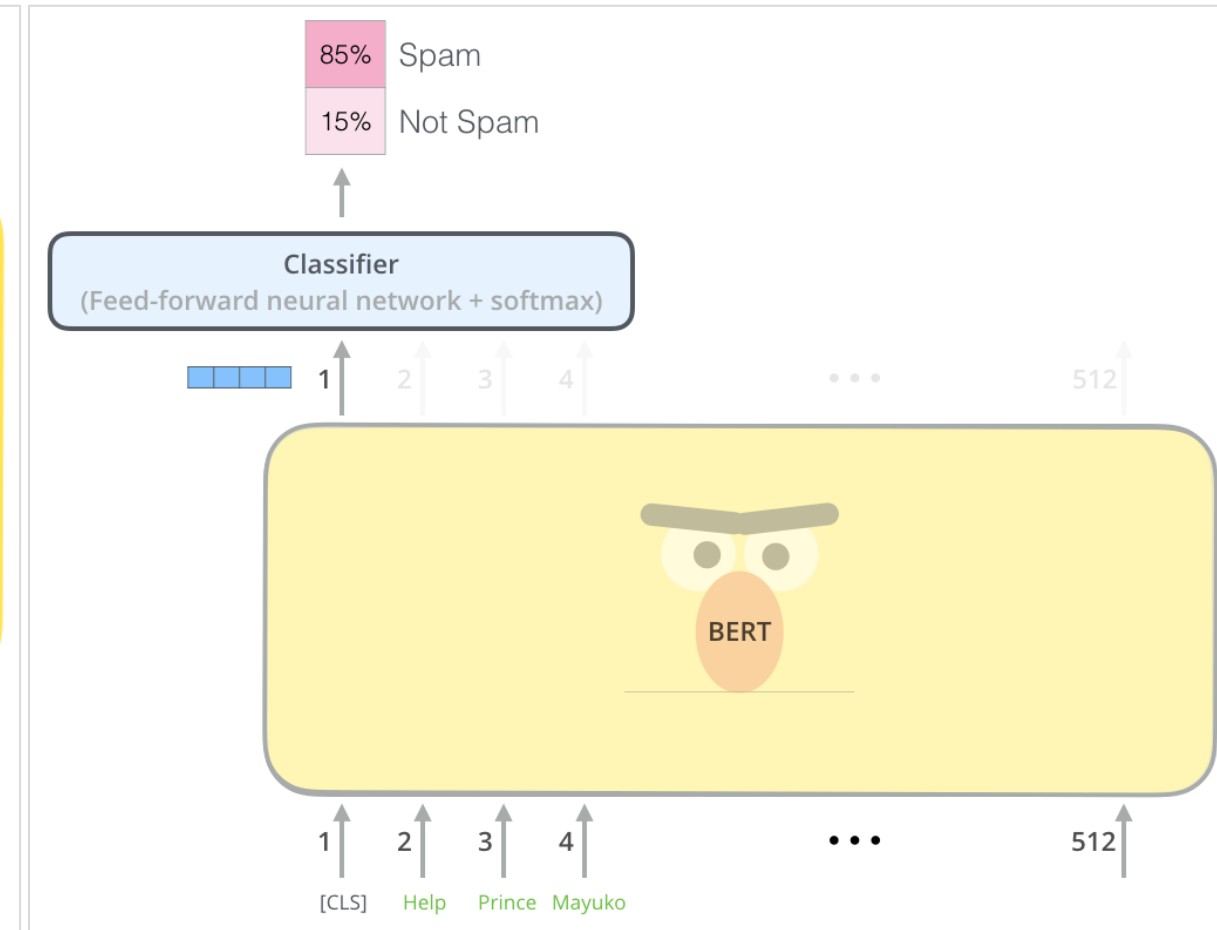 85% Spam
15% Not Spam
Classifier
(Feed-forward neural network + softmax)
1 2 3 4 ••• 512
BERT
1 2 3 4 ••• 512
[CLS] Help Prince Mayuko